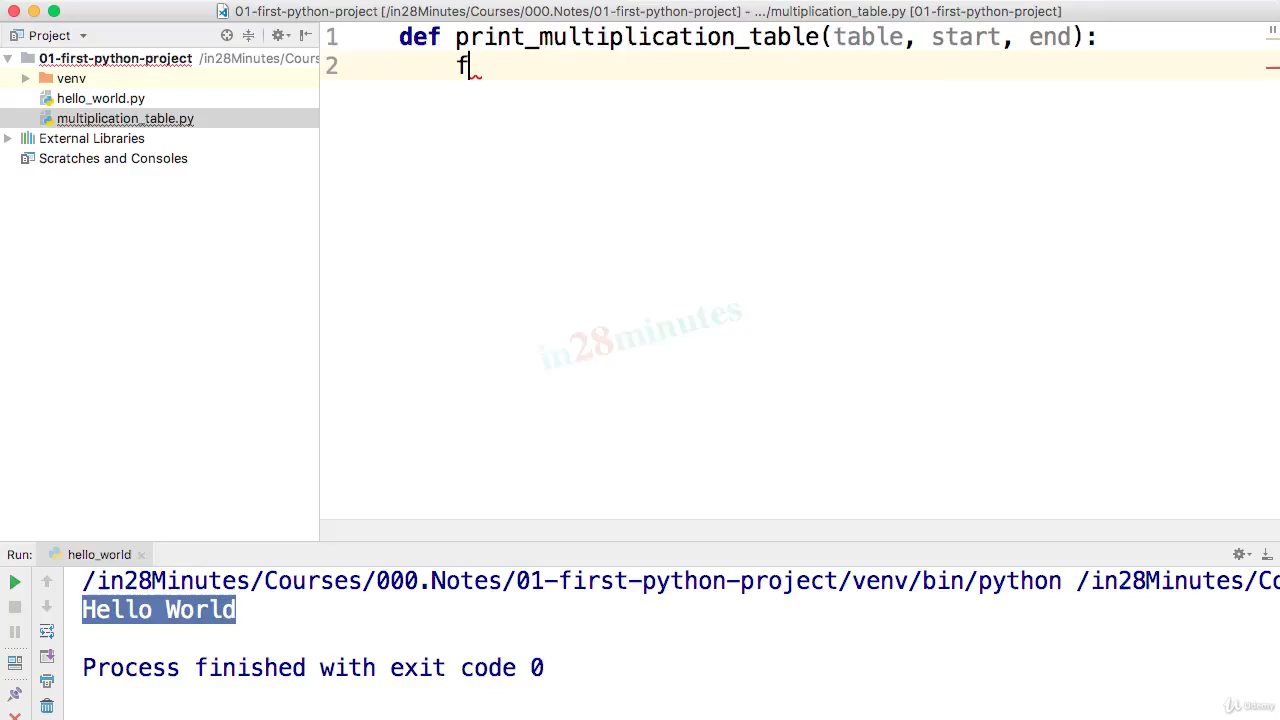 01-first-python-project [/in28Minutes/Courses/000.Notes/01-first-python-project] - .../multiplication_table.py [01-first-python-project]
Project
01-first-python-project /in28Minutes/Cours
venv
hello_world.py
multiplication_table.py
External Libraries
Scratches and Consoles
1 def print_multiplication_table(table, start, end):
2 f
in28minutes
Run: hello_world
/in28Minutes/Courses/000.Notes/01-first-python-project/venv/bin/python /in28Minutes/Co
Hello World
Process finished with exit code 0
Udemy